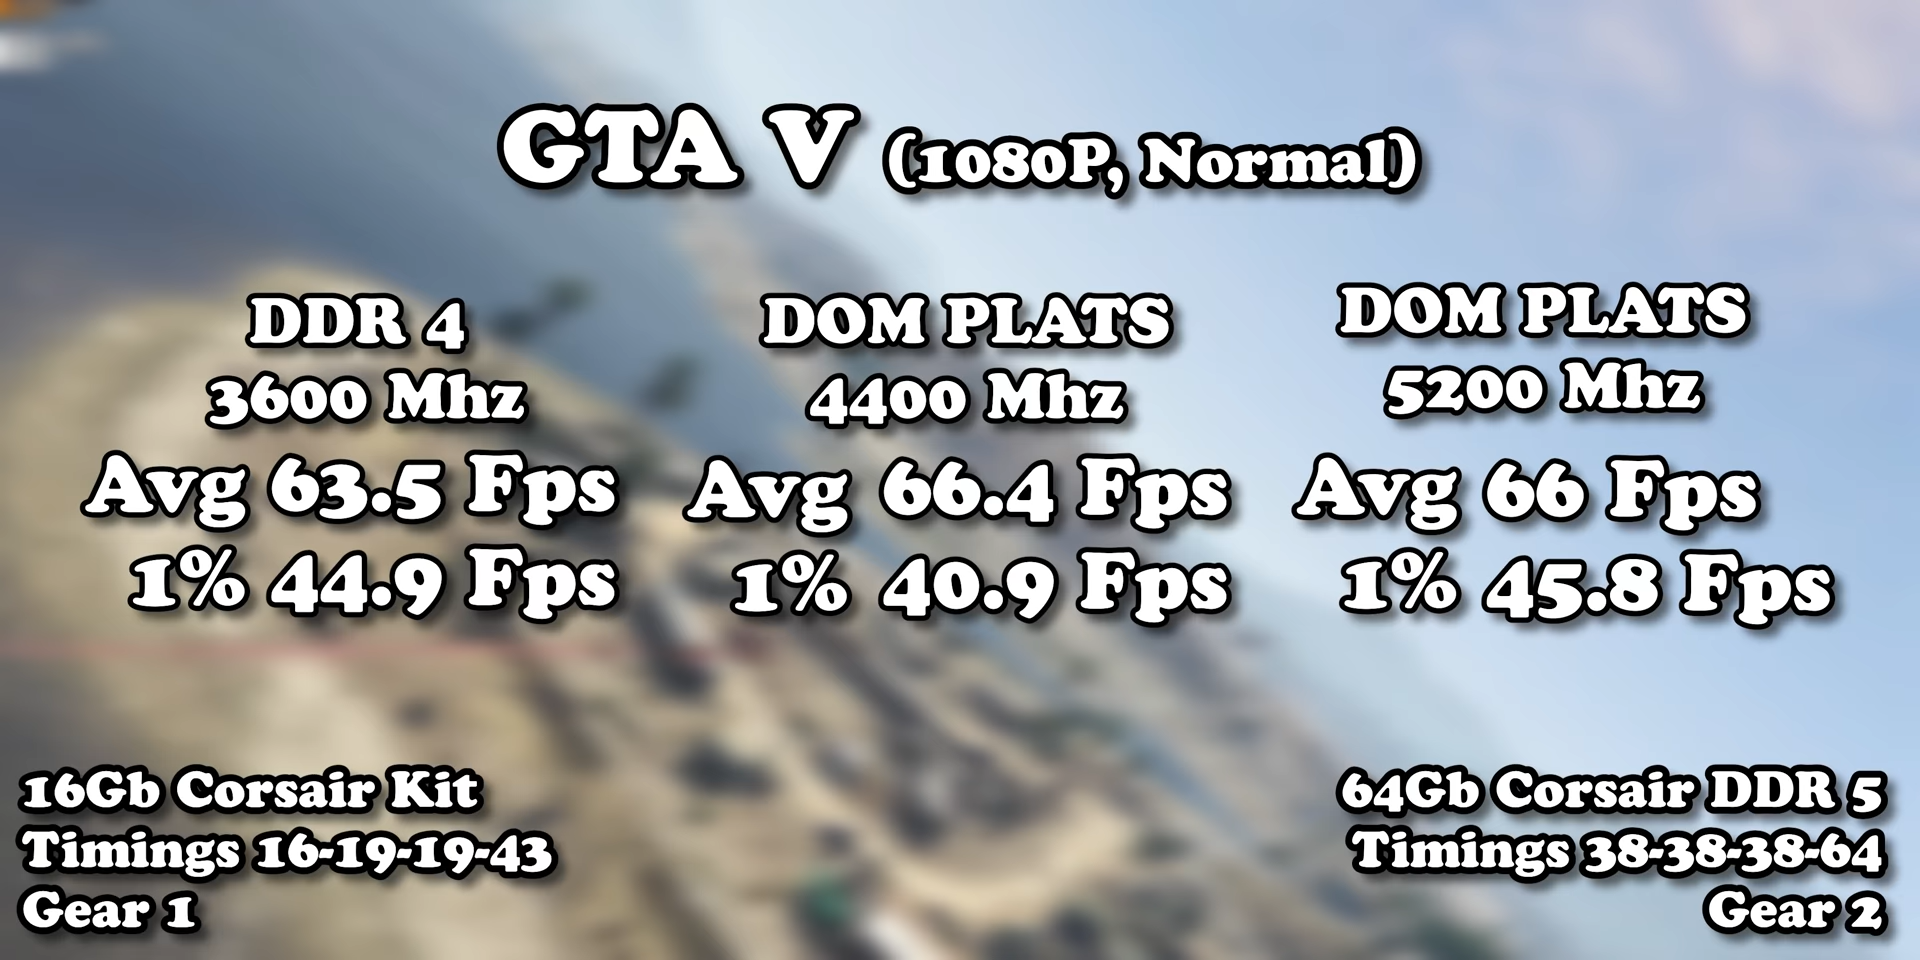 GTA V (1080P, Normal)
DDR 4
3600 Mhz
Avg 63.5 Fps
1% 44.9 Fps
DOM PLATS
4400 Mhz
Avg 66.4 Fps
1% 40.9 Fps
DOM PLATS
5200 Mhz
Avg 66 Fps
1% 45.8 Fps
16Gb Corsair Kit
Timings 16-19-19-43
Gear 1
64Gb Corsair DDR 5
Timings 38-38-38-64
Gear 2